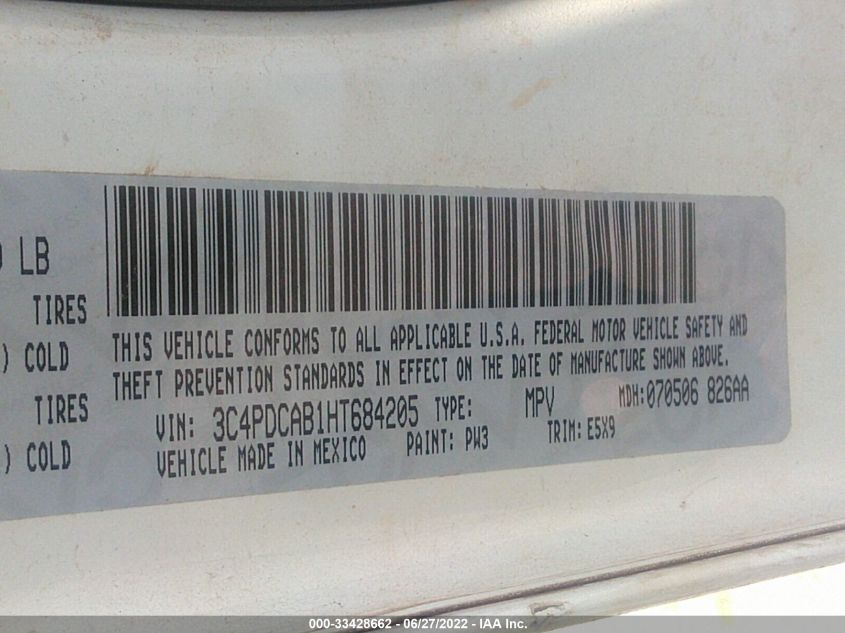 LB
TIRES
) COLD
TIRES
) COLD
THIS VEHICLE CONFORMS TO ALL APPLICABLE U.S.A. FEDERAL MOTOR VEHICLE SAFETY AND
THEFT PREVENTION STANDARDS IN EFFECT ON THE DATE OF MANUFACTURE SHOWN ABOVE.
VIN: 3C4PDCAB1HT684205 TYPE: MPV MDH:070506 826AA
VEHICLE MADE IN MEXICO PAINT: PW3 TRIM: E5X9
000-33428662 - 06/27/2022 - IAA Inc.